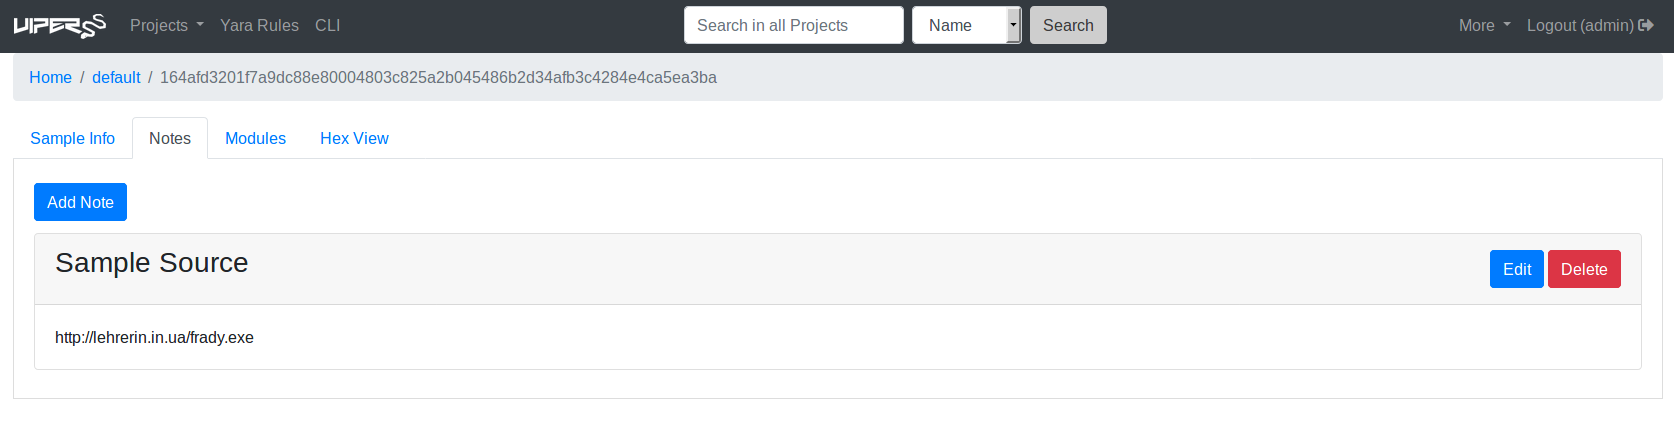 VIPER
Projects Yara Rules CLI Search in all Projects Name Search More Logout (admin)
Home / default / 164afd3201f7a9dc88e80004803c825a2b045486b2d34afb3c4284e4ca5ea3ba
Sample Info Notes Modules Hex View
Add Note
Sample Source Edit Delete
http://lehrerin.in.ua/frady.exe